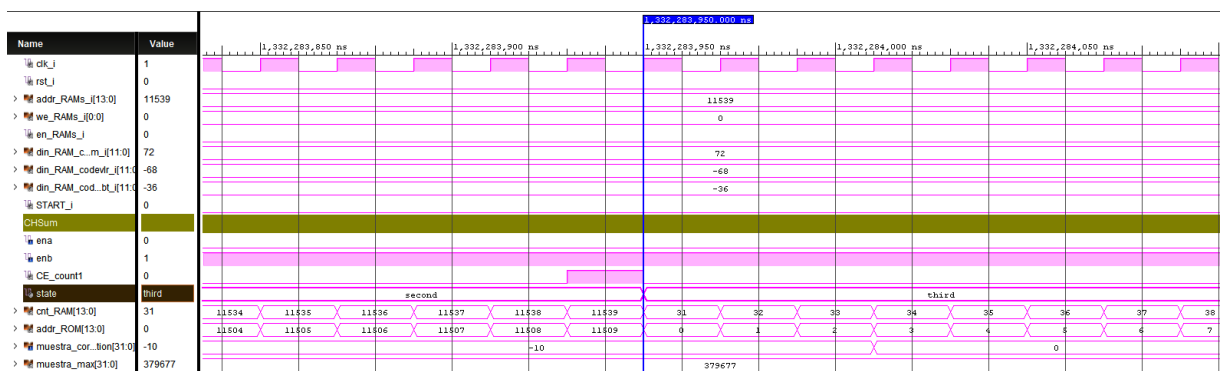 1,332,283,950.000 ns
Name Value
1,332,283,850 ns 1,332,283,900 ns 1,332,283,950 ns 1,332,284,000 ns 1,332,284,050 ns
clk_i 1
rst_i 0
addr_RAMs_i[13:0] 11539 11539
we_RAMs_i[0:0] 0 0
en_RAMs_i 0
din_RAM_c...m_i[11:0] 72 72
din_RAM_codevlr_i[11:0 -68 -68
din_RAM_cod...bt_i[11:0 -36 -36
START_i 0
CHSum
ena 0
enb 1
CE_count1 0
state third second third
cnt_RAM[13:0] 31 11534 11535 11536 11537 11538 11539 31 32 33 34 35 36 37 38
addr_ROM[13:0] 0 11504 11505 11506 11507 11508 11509 0 1 2 3 4 5 6 7
muestra_cor...tion[31:0] -10 -10 0
muestra_max[31:0] 379677 379677